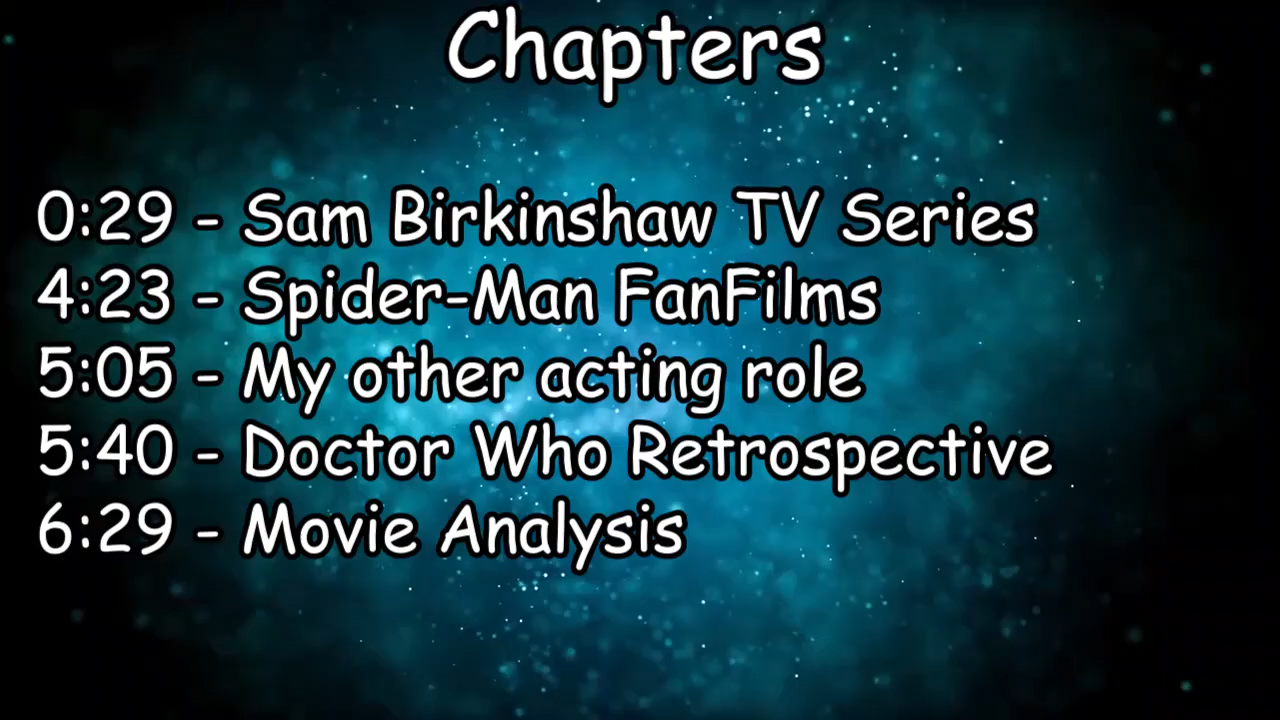 Chapters
0:29 - Sam Birkinshaw TV Series
4:23 - Spider-Man FanFilms
5:05 - My other acting role
5:40 - Doctor Who Retrospective
6:29 - Movie Analysis